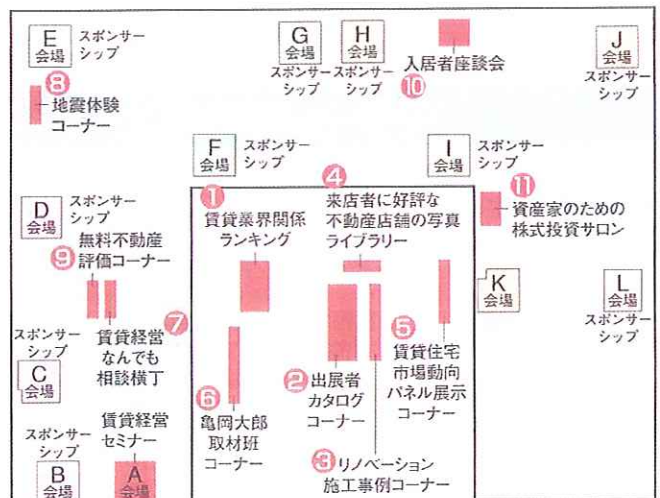 E
会場
スポンサー
シップ
G
会場
スポンサー
シップ
H
会場
スポンサー
シップ
入居者座談会
⑩
J
会場
スポンサー
シップ
⑧
地震体験
コーナー
F
会場
スポンサー
シップ
I
会場
スポンサー
シップ
①
賃貸業界関係
ランキング
④
来店者に好評な
不動産店舗の写真
ライブラリー
⑪
資産家のための
株式投資サロン
D
会場
スポンサー
シップ
⑨
無料不動産
評価コーナー
⑦
賃貸経営
なんでも
相談横丁
K
会場
L
会場
スポンサー
シップ
スポンサー
シップ
C
会場
⑤
賃貸住宅
市場動向
パネル展示
コーナー
②
出展者
カタログ
コーナー
⑥
亀岡大郎
取材班
コーナー
③
リノベーション
施工事例コーナー
賃貸経営
セミナー
A
会場
スポンサー
シップ
B
会場